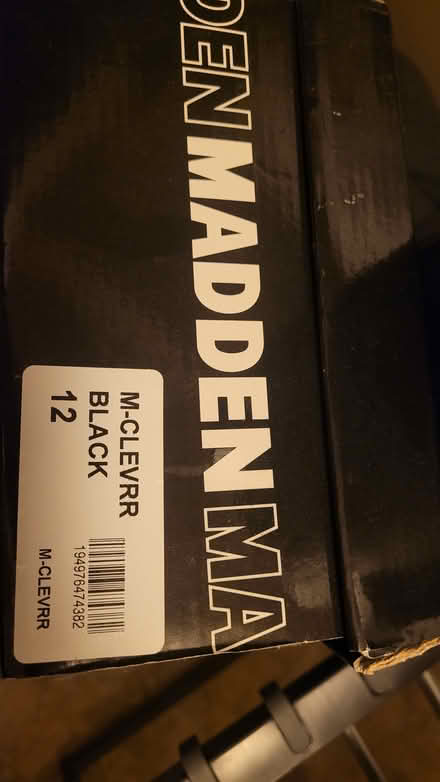 DEN MADDEN MA
M-CLEVRR
BLACK
12
194976474382
M-CLEVRR